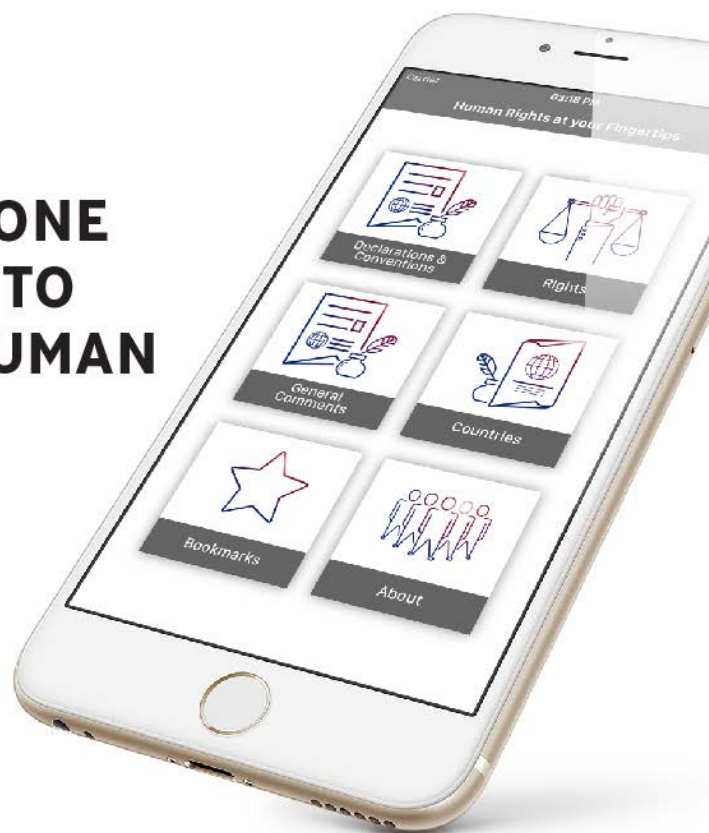 ONE
TO
UMAN
Carrier
03:18 PM
Human Rights at your Fingertips
Declarations &
Conventions
Rights
General
Comments
Countries
Bookmarks
About